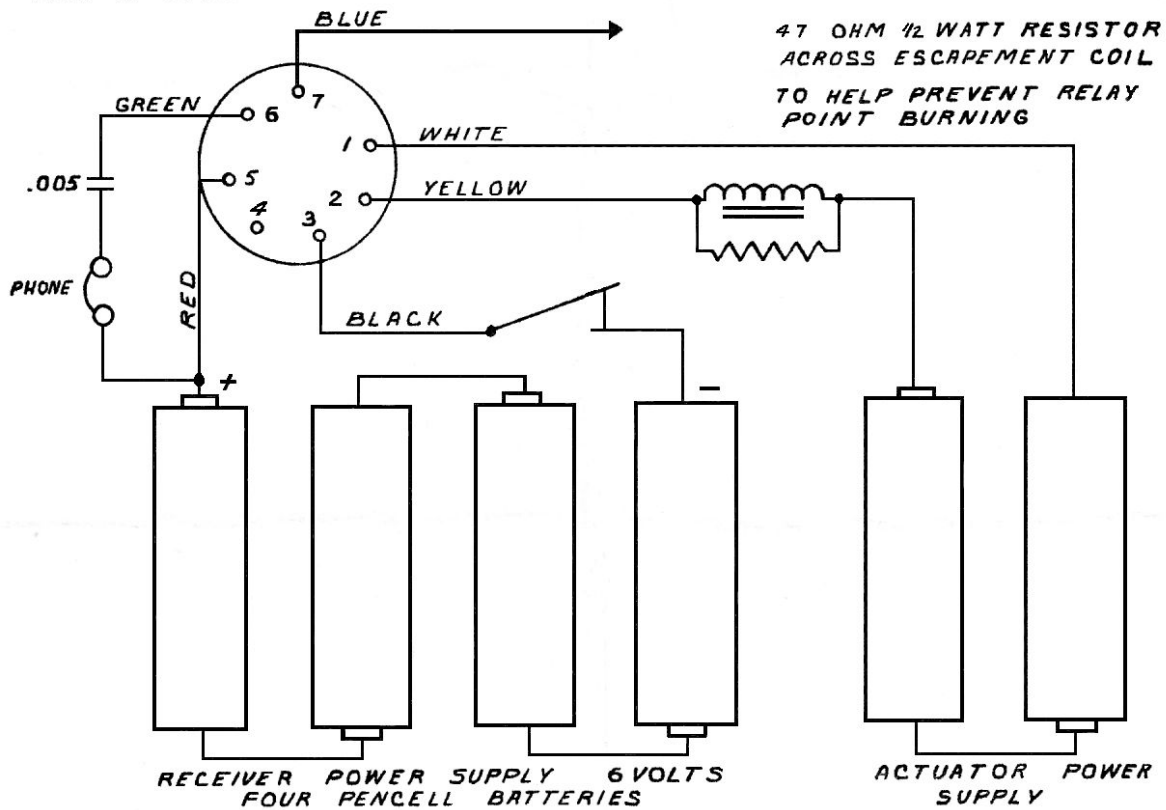 BLUE
47 OHM 1/2 WATT RESISTOR
ACROSS ESCAPEMENT COIL
TO HELP PREVENT RELAY
POINT BURNING
GREEN
7
6
1
WHITE
.005
5
2
YELLOW
4
3
PHONE
RED
BLACK
+
−
RECEIVER POWER SUPPLY 6 VOLTS
FOUR PENCELL BATTERIES
ACTUATOR POWER
SUPPLY